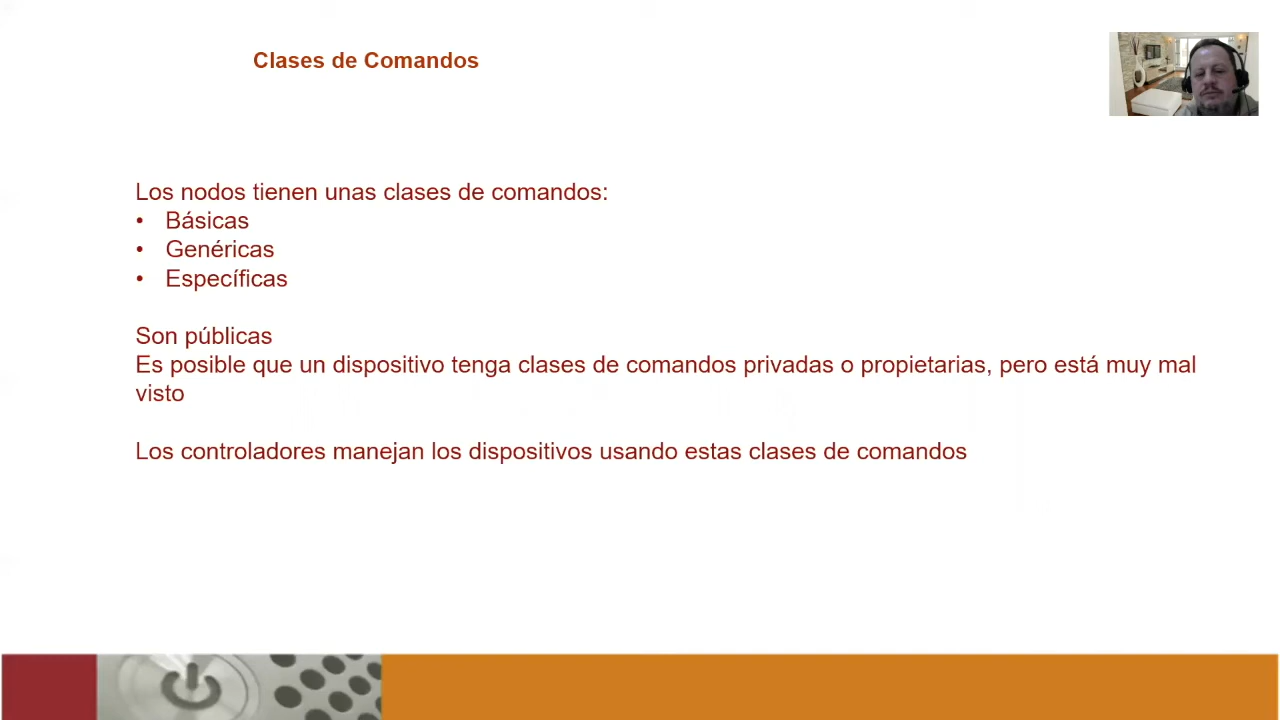 Clases de Comandos
Los nodos tienen unas clases de comandos:
• Básicas
• Genéricas
• Específicas
Son públicas
Es posible que un dispositivo tenga clases de comandos privadas o propietarias, pero está muy mal
visto
Los controladores manejan los dispositivos usando estas clases de comandos